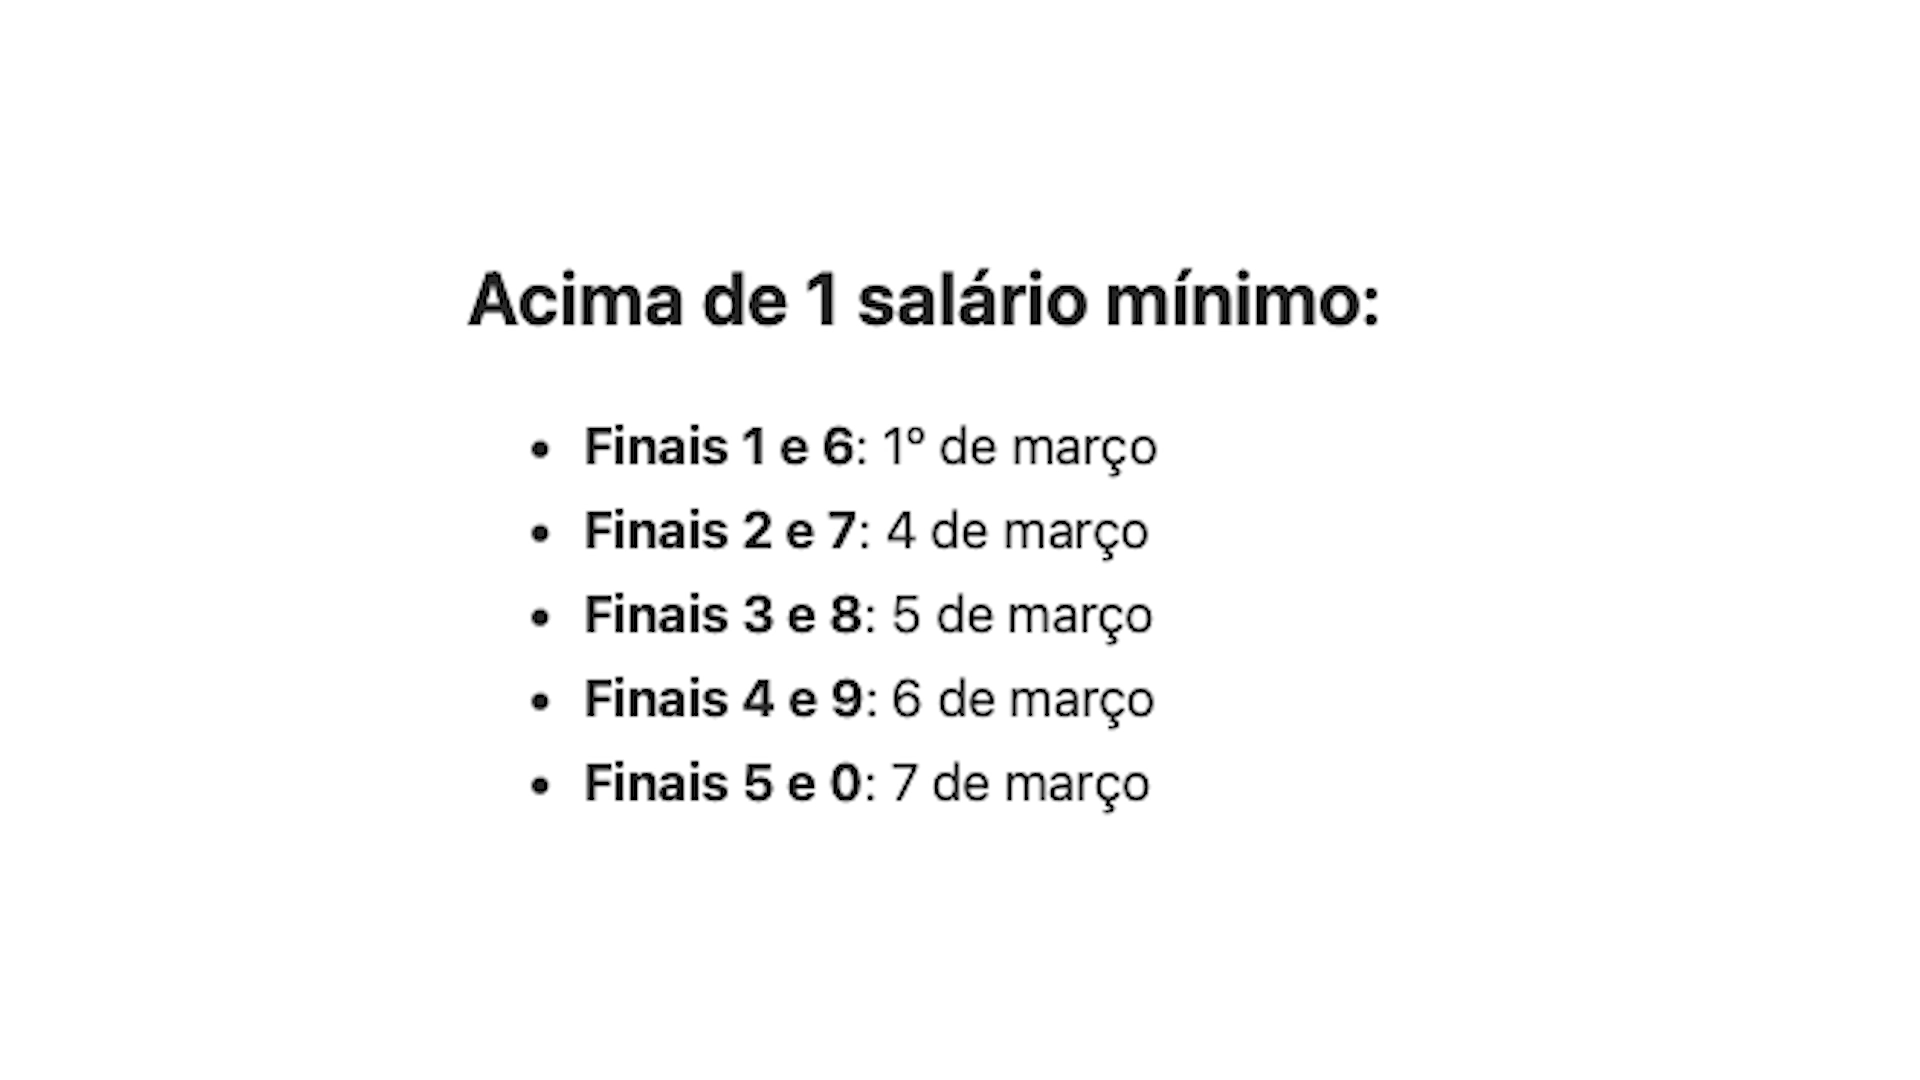 Acima de 1 salário mínimo:
• Finais 1 e 6: 1º de março
• Finais 2 e 7: 4 de março
• Finais 3 e 8: 5 de março
• Finais 4 e 9: 6 de março
• Finais 5 e 0: 7 de março